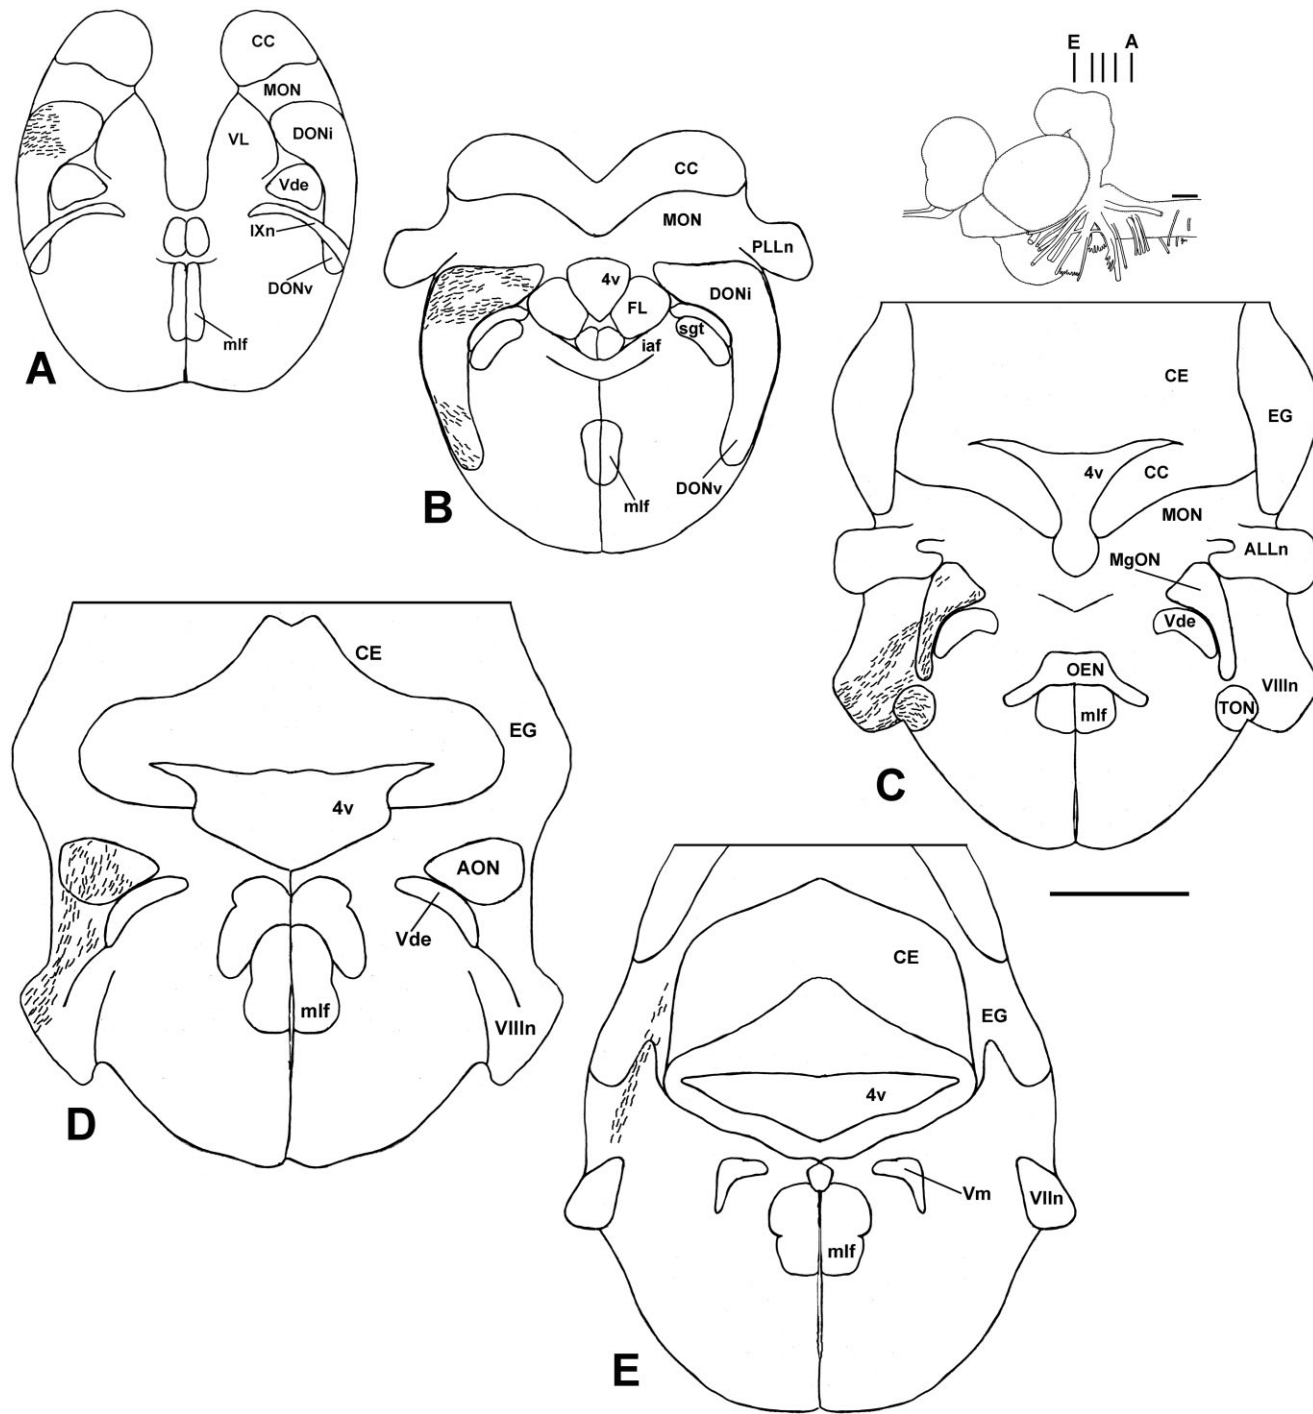 CC
MON
VL
DONi
Vde
IXn
DONv
mlf
A
CC
MON
PLLn
4v
DONi
FL
sgt
iaf
DONv
mlf
B
E A
CE
EG
4v
CC
MON
ALLn
MgON
Vde
OEN
VIIIn
mlf
TON
C
CE
EG
4v
AON
Vde
mlf
VIIIn
D
CE
EG
4v
Vm
VIIn
mlf
E